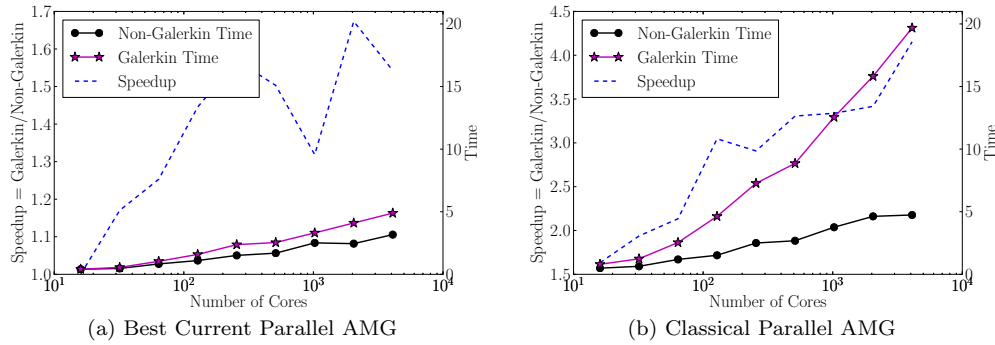 1.7
1.6
1.5
1.4
1.3
1.2
1.1
1.0
Speedup = Galerkin/Non-Galerkin
Non-Galerkin Time
Galerkin Time
Speedup
20
15
10
5
0
Time
10^1
10^2
10^3
10^4
Number of Cores
(a) Best Current Parallel AMG
4.5
4.0
3.5
3.0
2.5
2.0
1.5
Speedup = Galerkin/Non-Galerkin
Non-Galerkin Time
Galerkin Time
Speedup
20
15
10
5
0
Time
10^1
10^2
10^3
10^4
Number of Cores
(b) Classical Parallel AMG